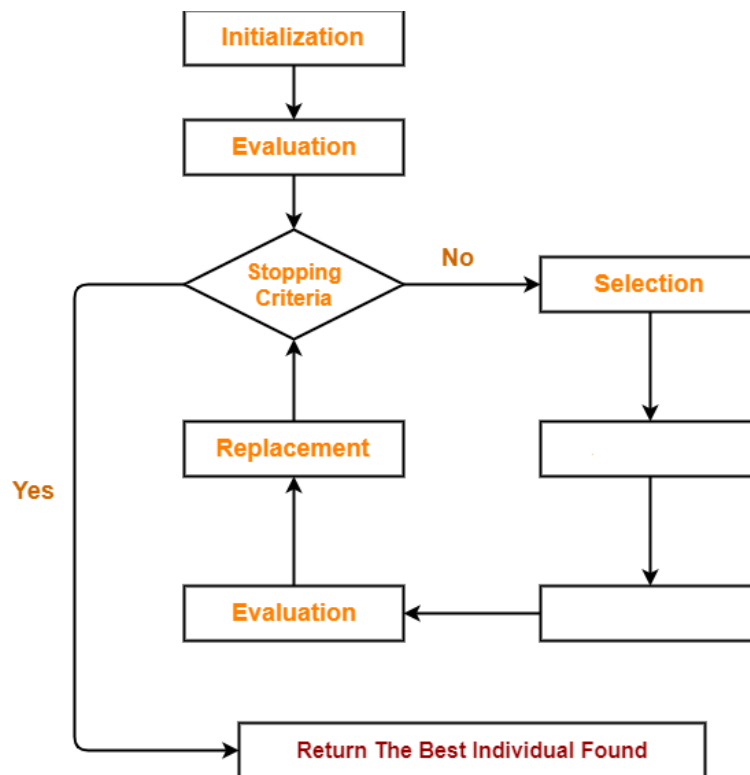 Initialization
Evaluation
Stopping
Criteria
No
Selection
Replacement
Yes
Evaluation
Return The Best Individual Found